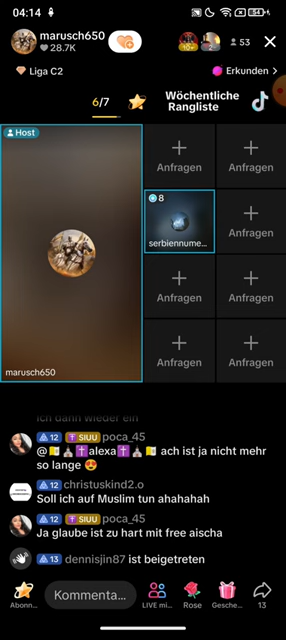 04:14
54+
marusch650
28.7K
10+
53
Liga C2
Erkunden >
6/7
Wöchentliche
Rangliste
Host
Anfragen
Anfragen
8
serbiennume...
Anfragen
Anfragen
Anfragen
Anfragen
Anfragen
marusch650
ich dann wieder ein
12 SIUU poca_45
@alexa ach ist ja nicht mehr
so lange 😍
12 christuskind2.o
Soll ich auf Muslim tun ahahahah
12 SIUU poca_45
Ja glaube ist zu hart mit free aischa
13 dennisjin87 ist beigetreten
Abonn...
Kommenta...
LIVE mi...
Rose
Gesche...
13